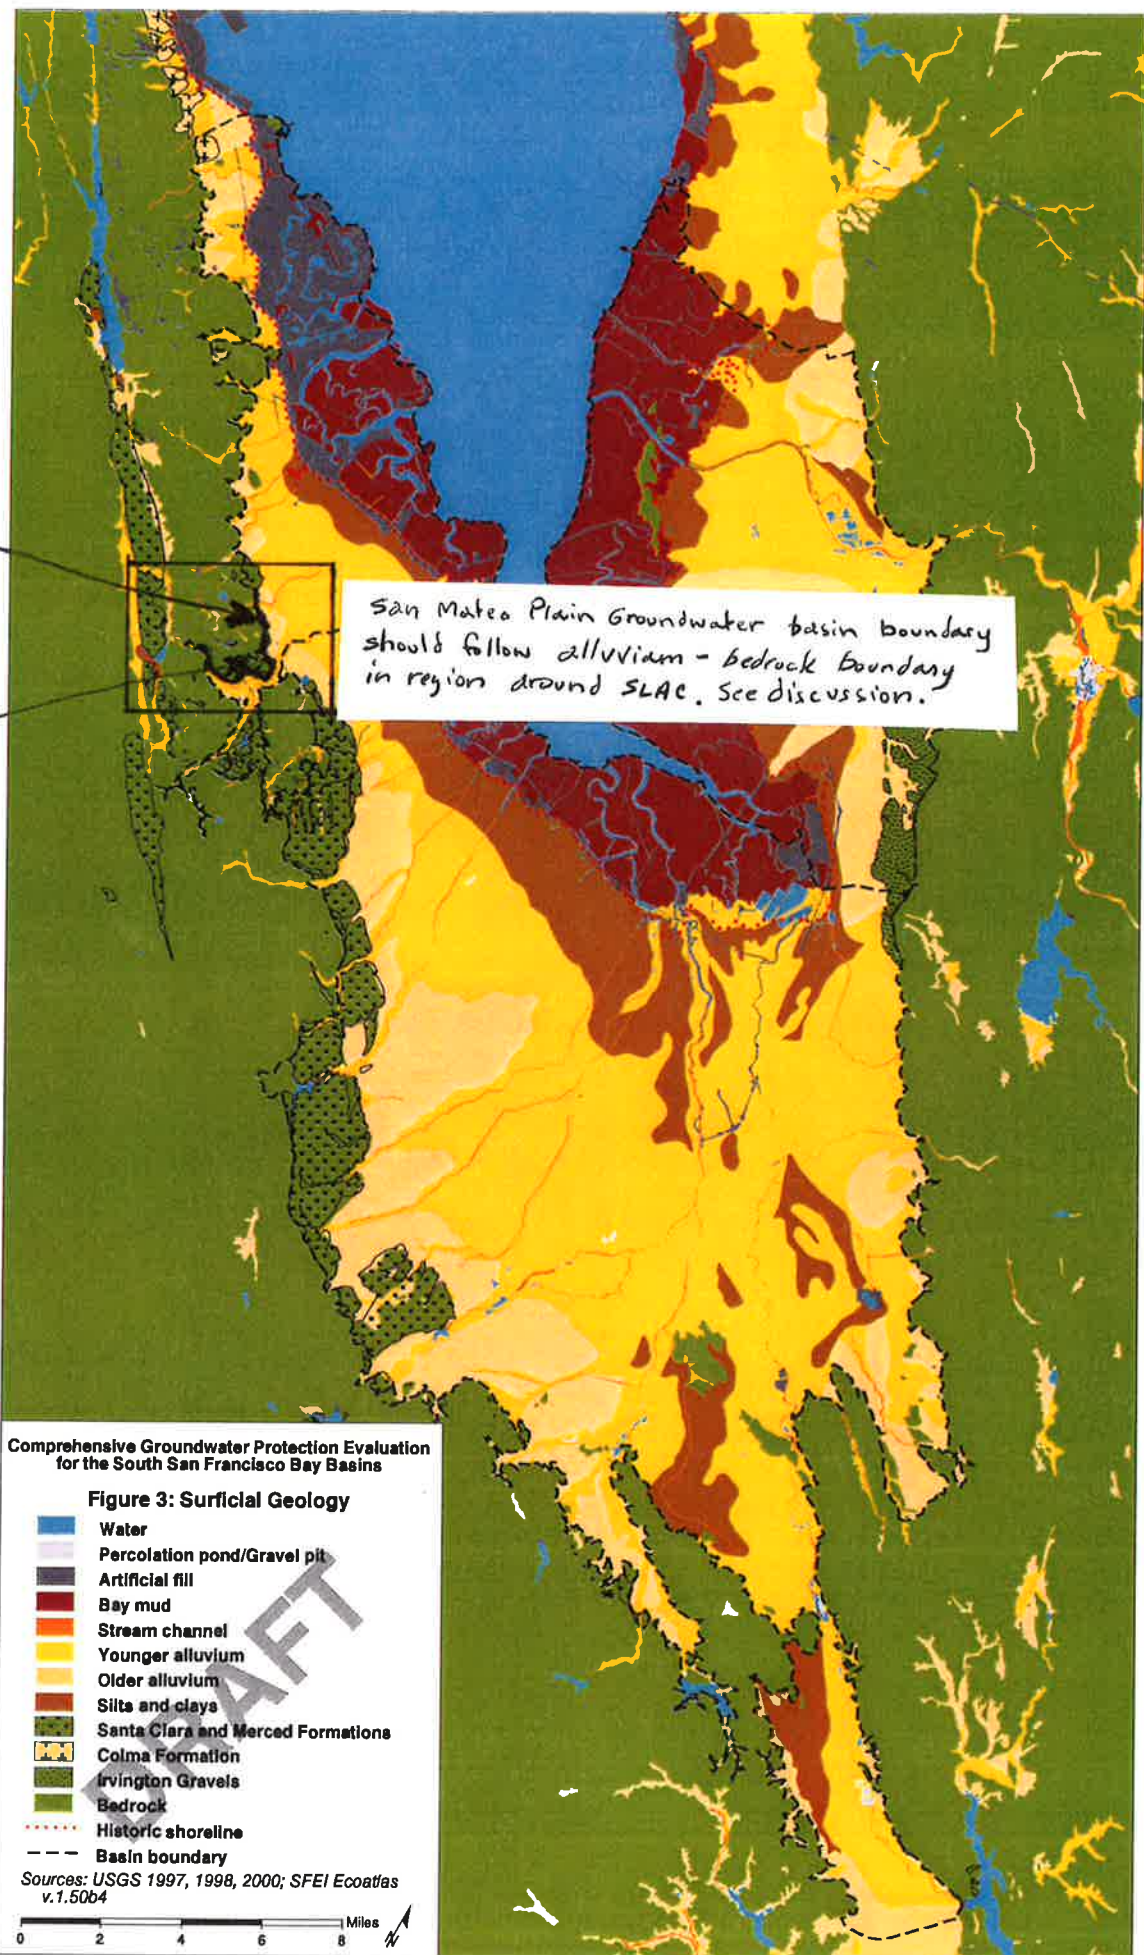 San Mateo Plain Groundwater basin boundary
should follow alluvium - bedrock boundary
in region around SLAC. See discussion.
Comprehensive Groundwater Protection Evaluation
for the South San Francisco Bay Basins
Figure 3: Surficial Geology
Water
Percolation pond/Gravel pit
Artificial fill
Bay mud
Stream channel
Younger alluvium
Older alluvium
Silts and clays
Santa Clara and Merced Formations
Colma Formation
Irvington Gravels
Bedrock
Historic shoreline
Basin boundary
DRAFT
Sources: USGS 1997, 1998, 2000; SFEI Ecoatlas
v.1.50b4
Miles
0 2 4 6 8
N